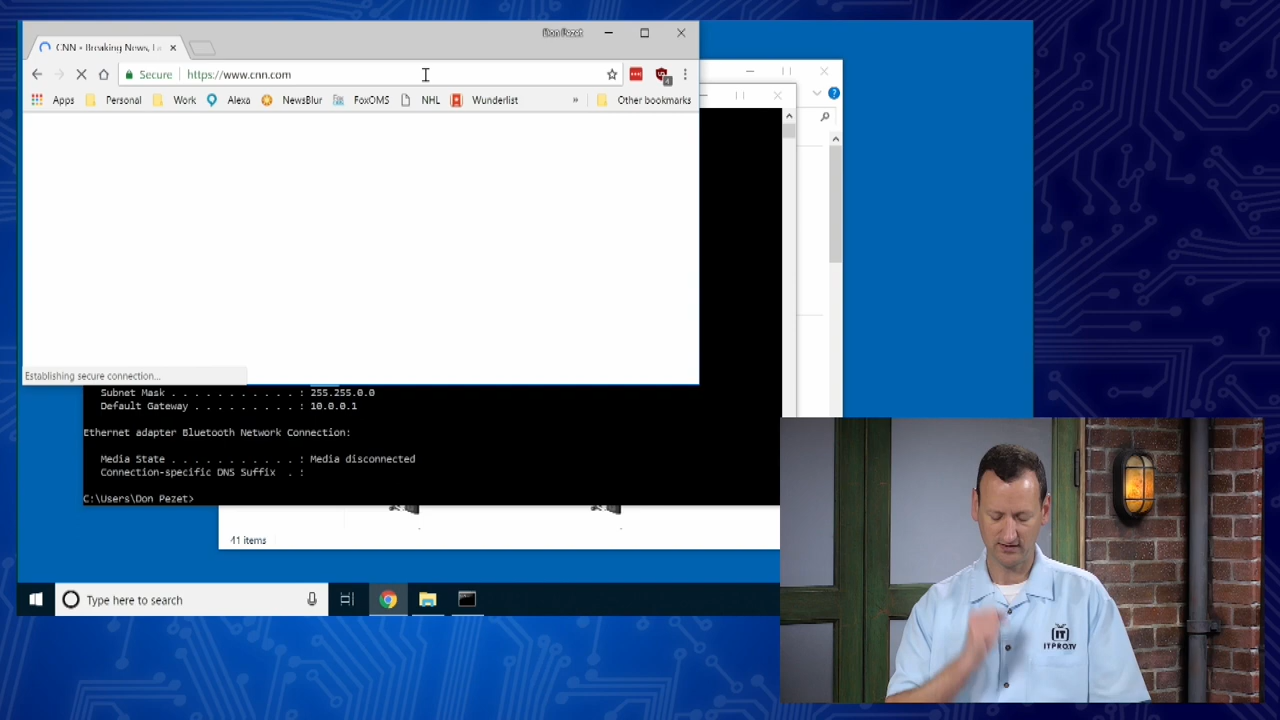 Don Pezet
CNN - Breaking News, La
Secure https://www.cnn.com
4
Apps Personal Work Alexa NewsBlur FoxOMS NHL Wunderlist » Other bookmarks
?
Establishing secure connection...
Subnet Mask . . . . . . . . . . . : 255.255.0.0
Default Gateway . . . . . . . . . : 10.0.0.1
Ethernet adapter Bluetooth Network Connection:
Media State . . . . . . . . . . . : Media disconnected
Connection-specific DNS Suffix  . :
C:\Users\Don Pezet>
41 items
Type here to search
IT
ITPRO.TV